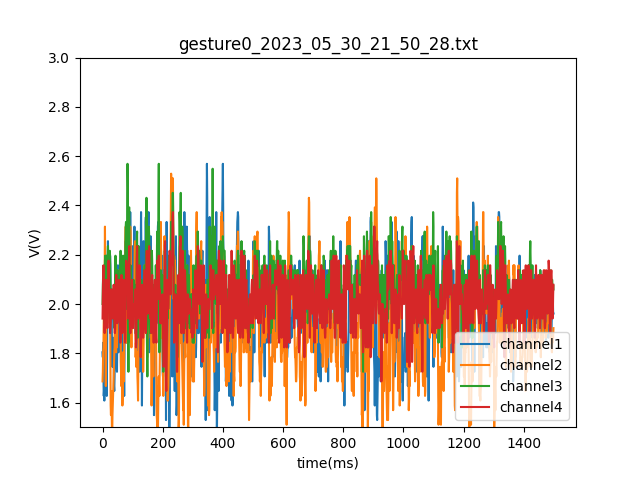 gesture0_2023_05_30_21_50_28.txt
3.0
2.8
2.6
2.4
2.2
2.0
1.8
1.6
V(V)
channel1
channel2
channel3
channel4
0 200 400 600 800 1000 1200 1400
time(ms)